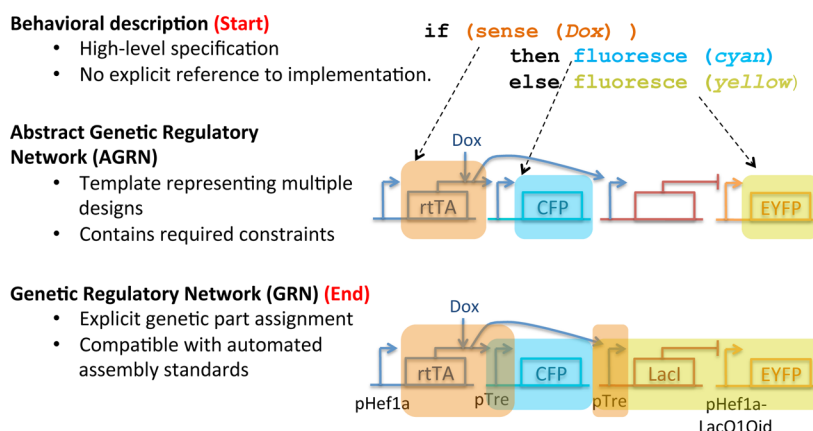 Behavioral description (Start)
• High-level specification
• No explicit reference to implementation.
if (sense (Dox) )
then fluoresce (cyan)
else fluoresce (yellow)
Abstract Genetic Regulatory
Network (AGRN)
• Template representing multiple
designs
• Contains required constraints
Dox
rtTA
CFP
EYFP
Genetic Regulatory Network (GRN) (End)
• Explicit genetic part assignment
• Compatible with automated
assembly standards
Dox
rtTA
CFP
LacI
EYFP
pHef1a
pTre
pTre
pHef1a-
LacO1Oid